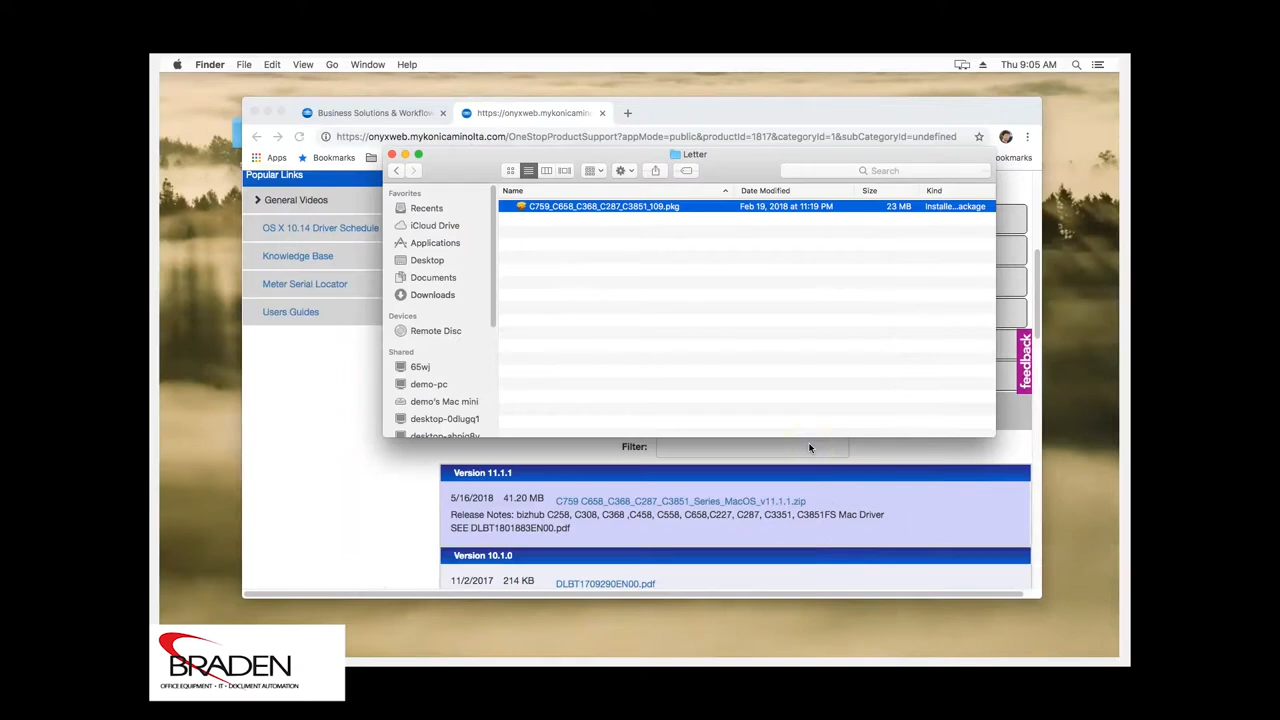 Finder File Edit View Window Help Thu 9:05 AM
Business Solutions & Workflow × https://onyxweb.mykonicamin ×
https://onyxweb.mykonicaminolta.com/OneStopProductSupport?appMode=public&productId=1817&categoryId=1&subCategoryId=undefined
Apps Bookmarks ookmarks
Letter
Search
Popular Links
General Videos
OS X 10.14 Driver Schedule
Knowledge Base
Meter Serial Locator
Users Guides
Favorites
Recents
iCloud Drive
Applications
Desktop
Documents
Downloads
Devices
Remote Disc
Shared
65wj
demo-pc
demo's Mac mini
desktop-0dlugq1
Name Date Modified Size Kind
C759_C658_C368_C287_C3851_109.pkg Feb 19, 2018 at 11:19 PM 23 MB Installe...ackage
feedback
Filter:
Version 11.1.1
5/16/2018 41.20 MB C759 C658_C368_C287_C3851_Series_MacOS_v11.1.1.zip
Release Notes: bizhub C258, C308, C368 ,C458, C558, C658,C227, C287, C3351, C3851FS Mac Driver
SEE DLBT1801883EN00.pdf
Version 10.1.0
11/2/2017 214 KB DLBT1709290EN00.pdf
BRADEN
OFFICE EQUIPMENT • IT • DOCUMENT AUTOMATION